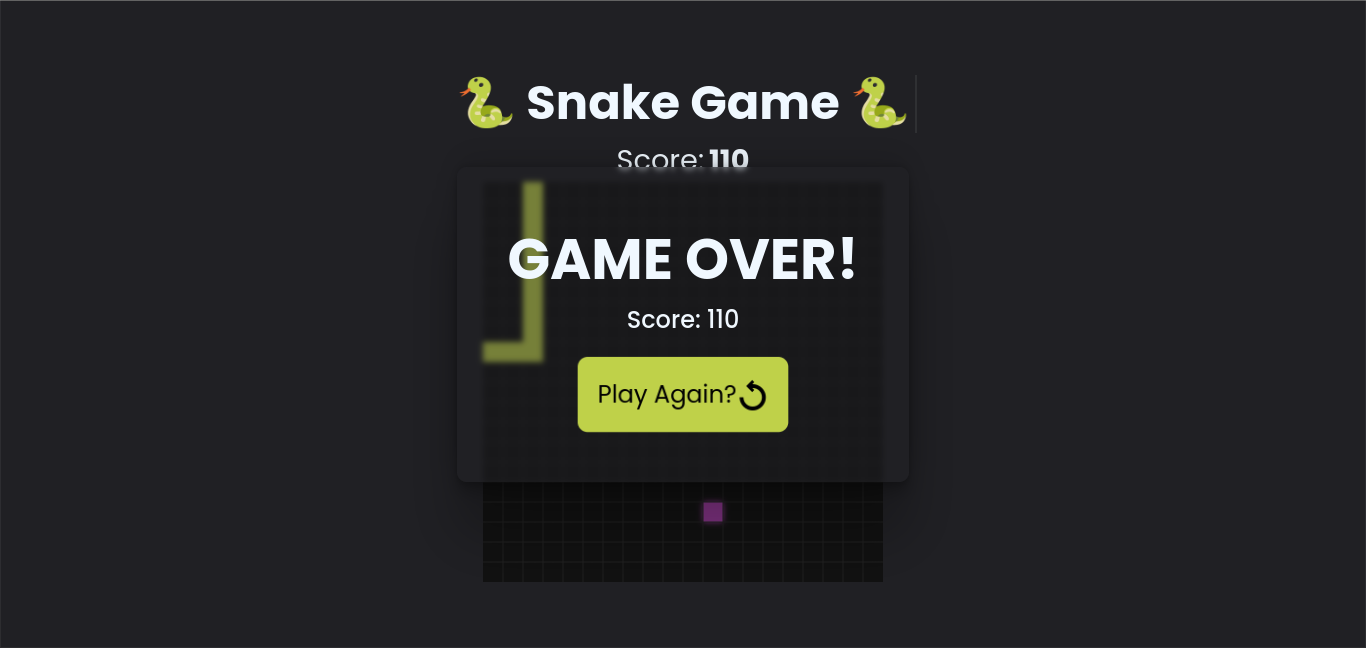 🐍 Snake Game 🐍
Score: 110
GAME OVER!
Score: 110
Play Again?